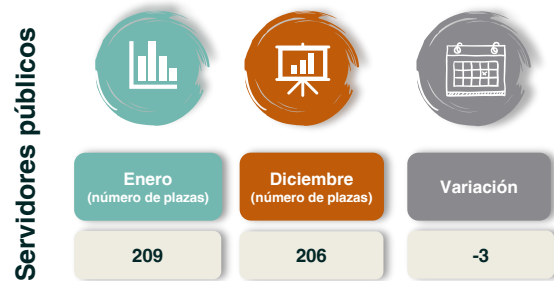 Servidores públicos
Enero
(número de plazas)
Diciembre
(número de plazas)
Variación
209
206
-3